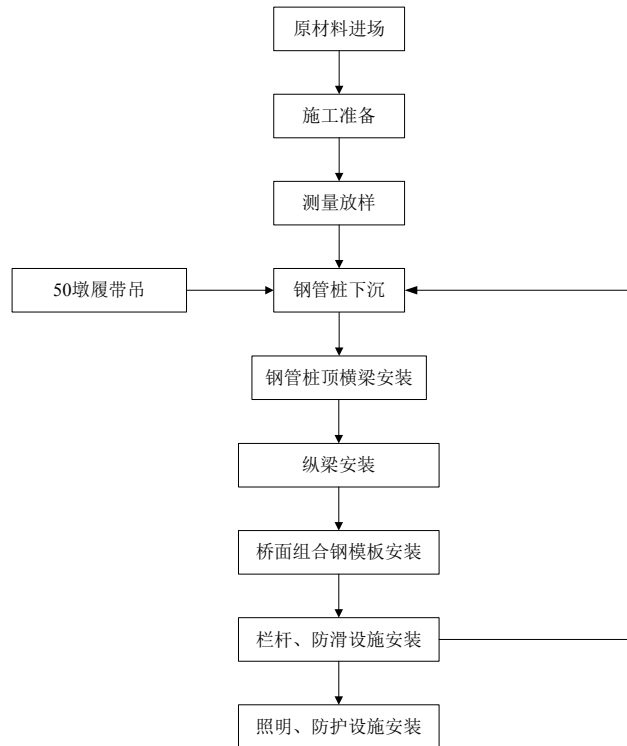 原材料进场
施工准备
测量放样
50墩履带吊
钢管桩下沉
钢管桩顶横梁安装
纵梁安装
桥面组合钢模板安装
栏杆、防滑设施安装
照明、防护设施安装